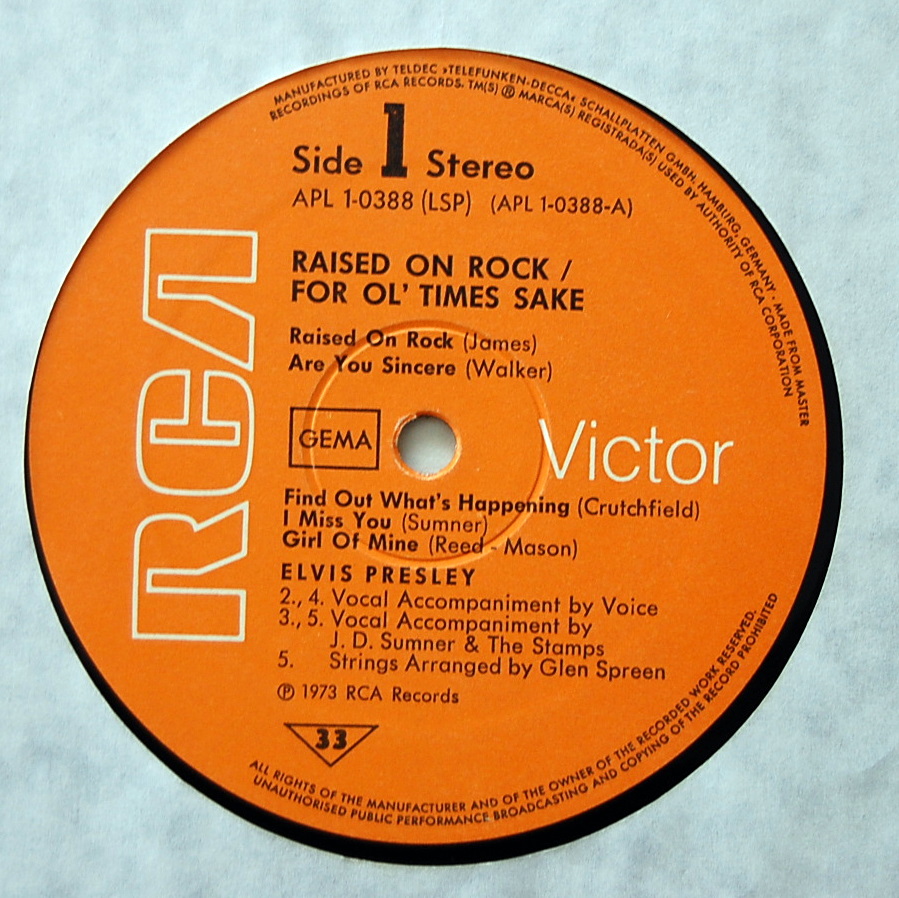 MANUFACTURED BY TELDEC »TELEFUNKEN-DECCA« SCHALLPLATTEN GMBH, HAMBURG, GERMANY · MADE FROM MASTER
RECORDINGS OF RCA RECORDS. TM(S) ® MARCA(S) REGISTRADA(S) USED BY AUTHORITY OF RCA CORPORATION
Side 1 Stereo
APL 1-0388 (LSP) (APL 1-0388-A)
RAISED ON ROCK /
FOR OL' TIMES SAKE
Raised On Rock (James)
Are You Sincere (Walker)
RCA
GEMA
Victor
Find Out What's Happening (Crutchfield)
I Miss You (Sumner)
Girl Of Mine (Reed - Mason)
ELVIS PRESLEY
2., 4. Vocal Accompaniment by Voice
3., 5. Vocal Accompaniment by
J. D. Sumner & The Stamps
5. Strings Arranged by Glen Spreen
℗ 1973 RCA Records
33
ALL RIGHTS OF THE MANUFACTURER AND OF THE OWNER OF THE RECORDED WORK RESERVED.
UNAUTHORISED PUBLIC PERFORMANCE BROADCASTING AND COPYING OF THE RECORD PROHIBITED